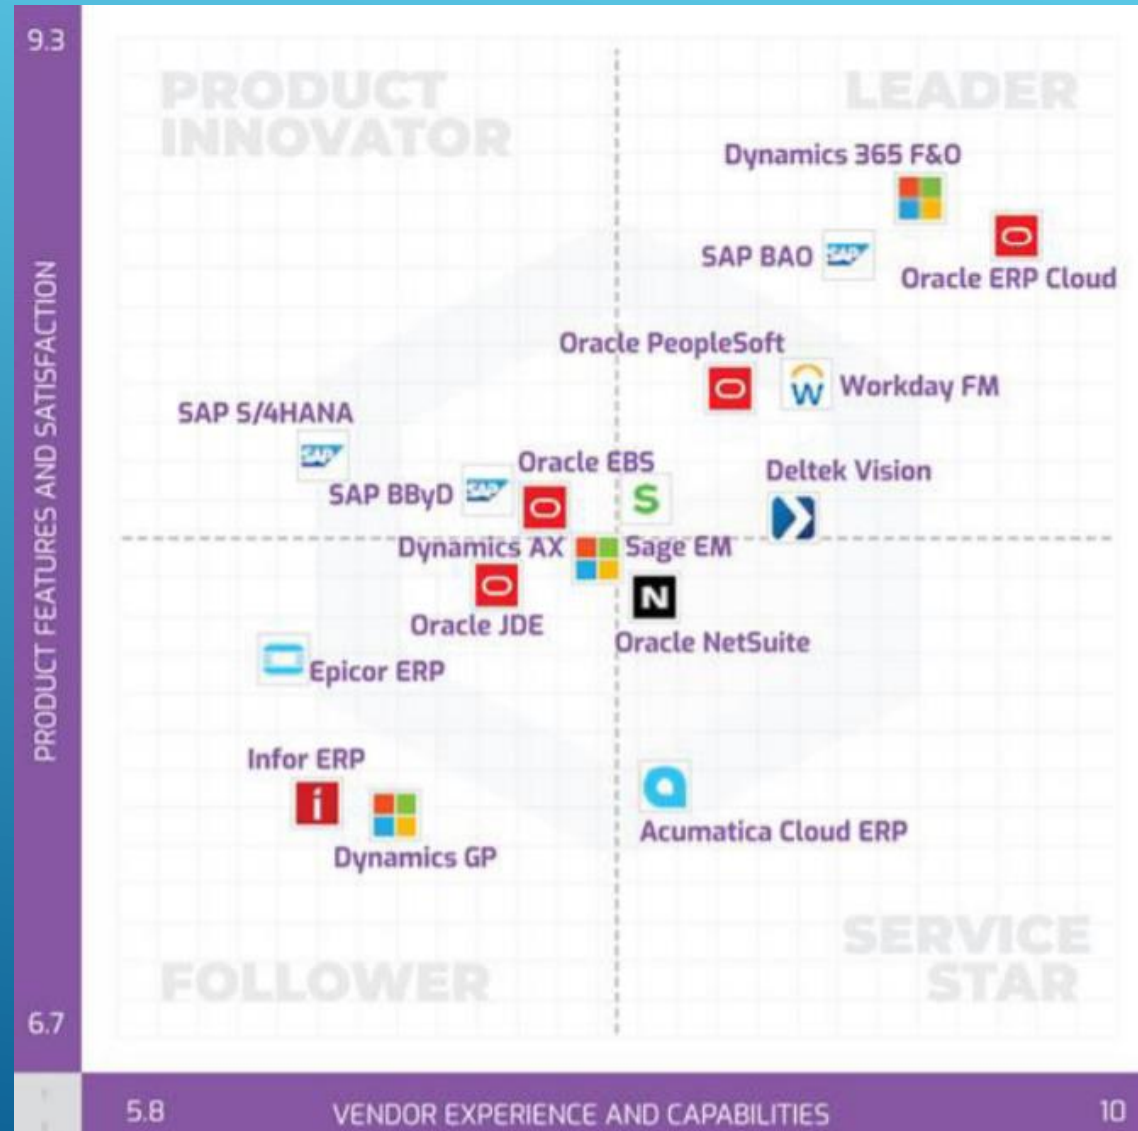 9.3
PRODUCT
INNOVATOR
LEADER
Dynamics 365 F&O
SAP BAO
SAP
Oracle ERP Cloud
Oracle PeopleSoft
W
Workday FM
SAP S/4HANA
SAP
Oracle EBS
Deltek Vision
SAP BByD
SAP
S
Dynamics AX
Sage EM
N
Oracle JDE
Oracle NetSuite
Epicor ERP
Infor ERP
i
Dynamics GP
a
Acumatica Cloud ERP
SERVICE
STAR
FOLLOWER
PRODUCT FEATURES AND SATISFACTION
6.7
5.8
VENDOR EXPERIENCE AND CAPABILITIES
10